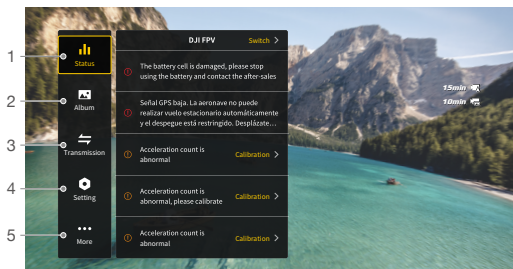 DJI FPV
Switch >
1
Status
The battery cell is damaged, please stop
using the battery and contact the after-sales
2
Album
Señal GPS baja. La aeronave no puede
realizar vuelo estacionario automáticamente
y el despegue está restringido. Desplázate...
3
Transmission
Acceleration count is
abnormal
Calibration >
4
Setting
Acceleration count is
abnormal, please calibrate
Calibration >
5
More
Acceleration count is
abnormal
Calibration >
15min
10min